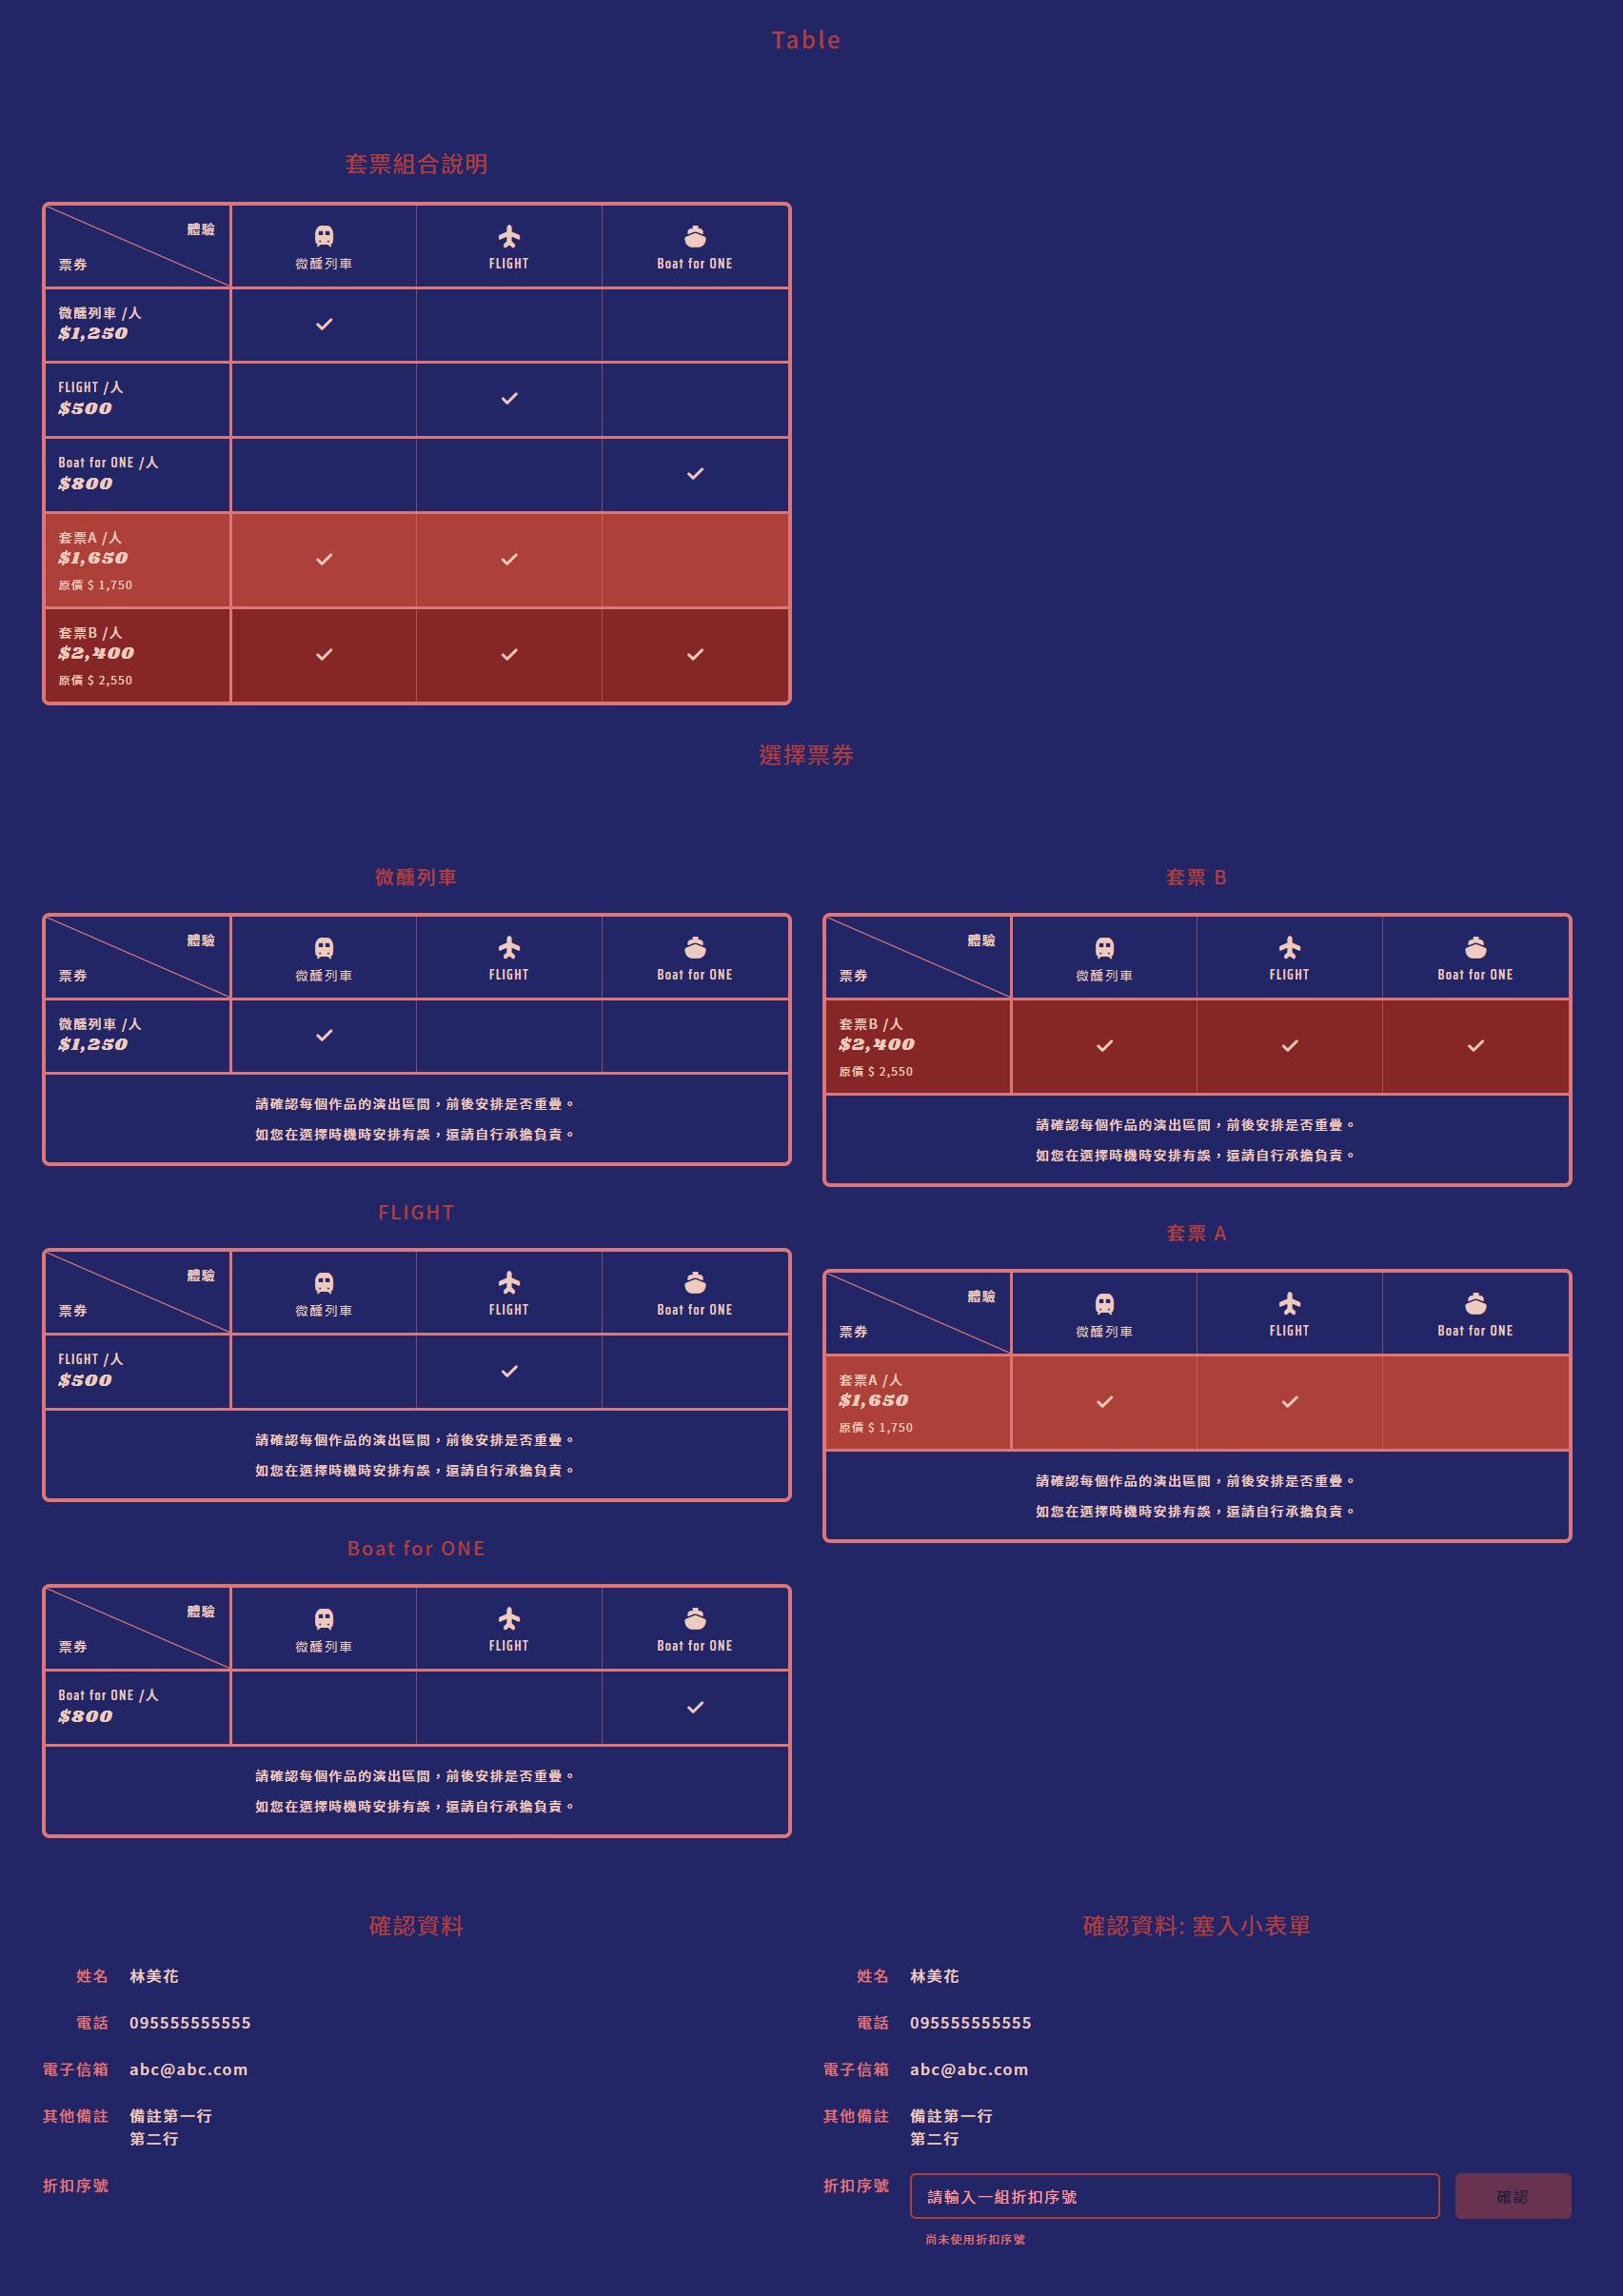 Table
套票組合說明
體驗
票券
微醺列車
FLIGHT
Boat for ONE
微醺列車 /人
$1,250
FLIGHT /人
$500
Boat for ONE /人
$800
套票A /人
$1,650
原價 $ 1,750
套票B /人
$2,400
原價 $ 2,550
選擇票券
微醺列車
體驗
票券
微醺列車
FLIGHT
Boat for ONE
微醺列車 /人
$1,250
請確認每個作品的演出區間，前後安排是否重疊。
如您在選擇時機時安排有誤，還請自行承擔負責。
FLIGHT
體驗
票券
微醺列車
FLIGHT
Boat for ONE
FLIGHT /人
$500
請確認每個作品的演出區間，前後安排是否重疊。
如您在選擇時機時安排有誤，還請自行承擔負責。
Boat for ONE
體驗
票券
微醺列車
FLIGHT
Boat for ONE
Boat for ONE /人
$800
請確認每個作品的演出區間，前後安排是否重疊。
如您在選擇時機時安排有誤，還請自行承擔負責。
套票 B
體驗
票券
微醺列車
FLIGHT
Boat for ONE
套票B /人
$2,400
原價 $ 2,550
請確認每個作品的演出區間，前後安排是否重疊。
如您在選擇時機時安排有誤，還請自行承擔負責。
套票 A
體驗
票券
微醺列車
FLIGHT
Boat for ONE
套票A /人
$1,650
原價 $ 1,750
請確認每個作品的演出區間，前後安排是否重疊。
如您在選擇時機時安排有誤，還請自行承擔負責。
確認資料
姓名 林美花
電話 095555555555
電子信箱 abc@abc.com
其他備註 備註第一行
第二行
折扣序號
確認資料: 塞入小表單
姓名 林美花
電話 095555555555
電子信箱 abc@abc.com
其他備註 備註第一行
第二行
折扣序號 請輸入一組折扣序號 確認
尚未使用折扣序號